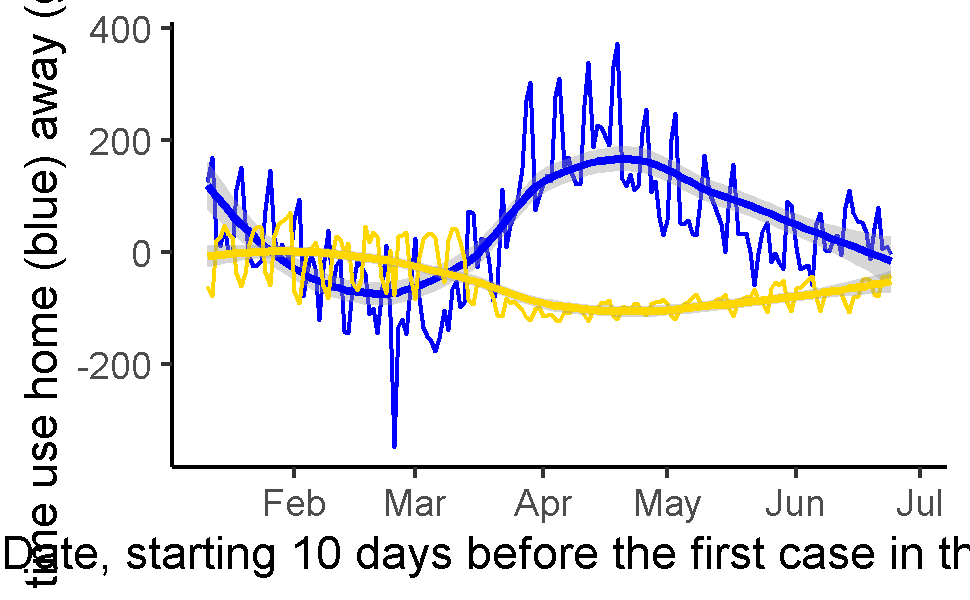 time use home (blue) away (
400
200
0
-200
Feb Mar Apr May Jun Jul
Date, starting 10 days before the first case in th